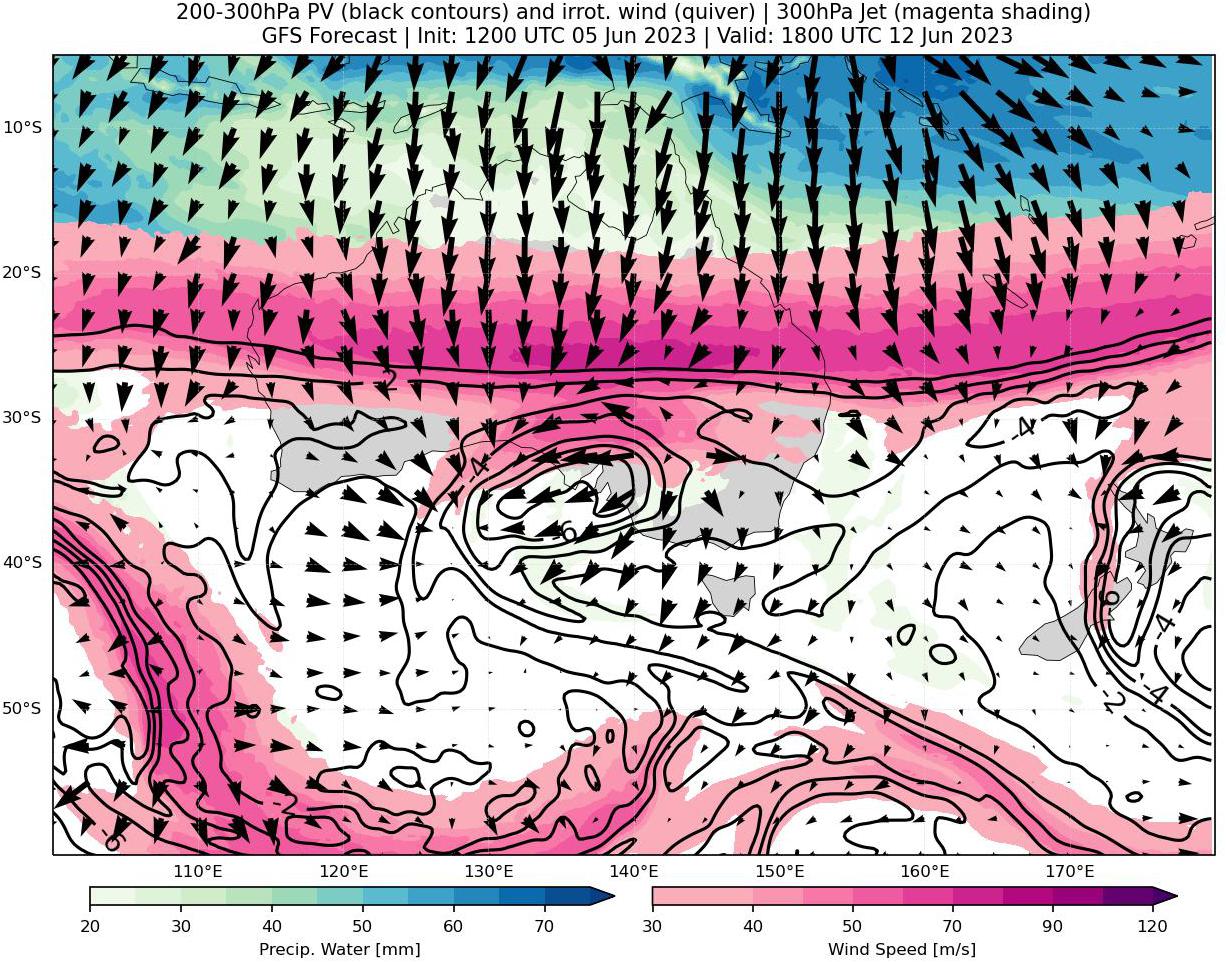 200-300hPa PV (black contours) and irrot. wind (quiver) | 300hPa Jet (magenta shading)
GFS Forecast | Init: 1200 UTC 05 Jun 2023 | Valid: 1800 UTC 12 Jun 2023
10°S
20°S
30°S
40°S
50°S
-2
-4
-4
-6
-6
-4
-2
-4
-2
110°E 120°E 130°E 140°E 150°E 160°E 170°E
20 30 40 50 60 70
Precip. Water [mm]
30 40 50 70 90 120
Wind Speed [m/s]